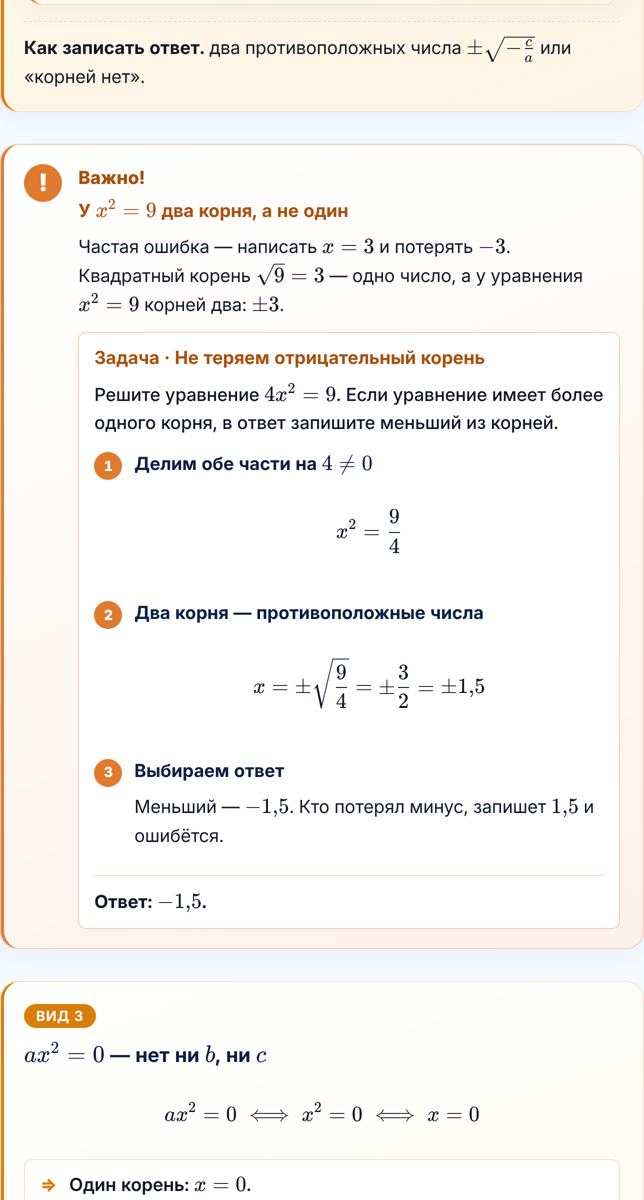 Как записать ответ. два противоположных числа ±√(−c/a) или
«корней нет».
!
Важно!
У x² = 9 два корня, а не один
Частая ошибка — написать x = 3 и потерять −3.
Квадратный корень √9 = 3 — одно число, а у уравнения
x² = 9 корней два: ±3.
Задача · Не теряем отрицательный корень
Решите уравнение 4x² = 9. Если уравнение имеет более
одного корня, в ответ запишите меньший из корней.
1 Делим обе части на 4 ≠ 0
x² = 9/4
2 Два корня — противоположные числа
x = ±√(9/4) = ±3/2 = ±1,5
3 Выбираем ответ
Меньший — −1,5. Кто потерял минус, запишет 1,5 и
ошибётся.
Ответ: −1,5.
ВИД 3
ax² = 0 — нет ни b, ни c
ax² = 0 ⟺ x² = 0 ⟺ x = 0
⇒ Один корень: x = 0.